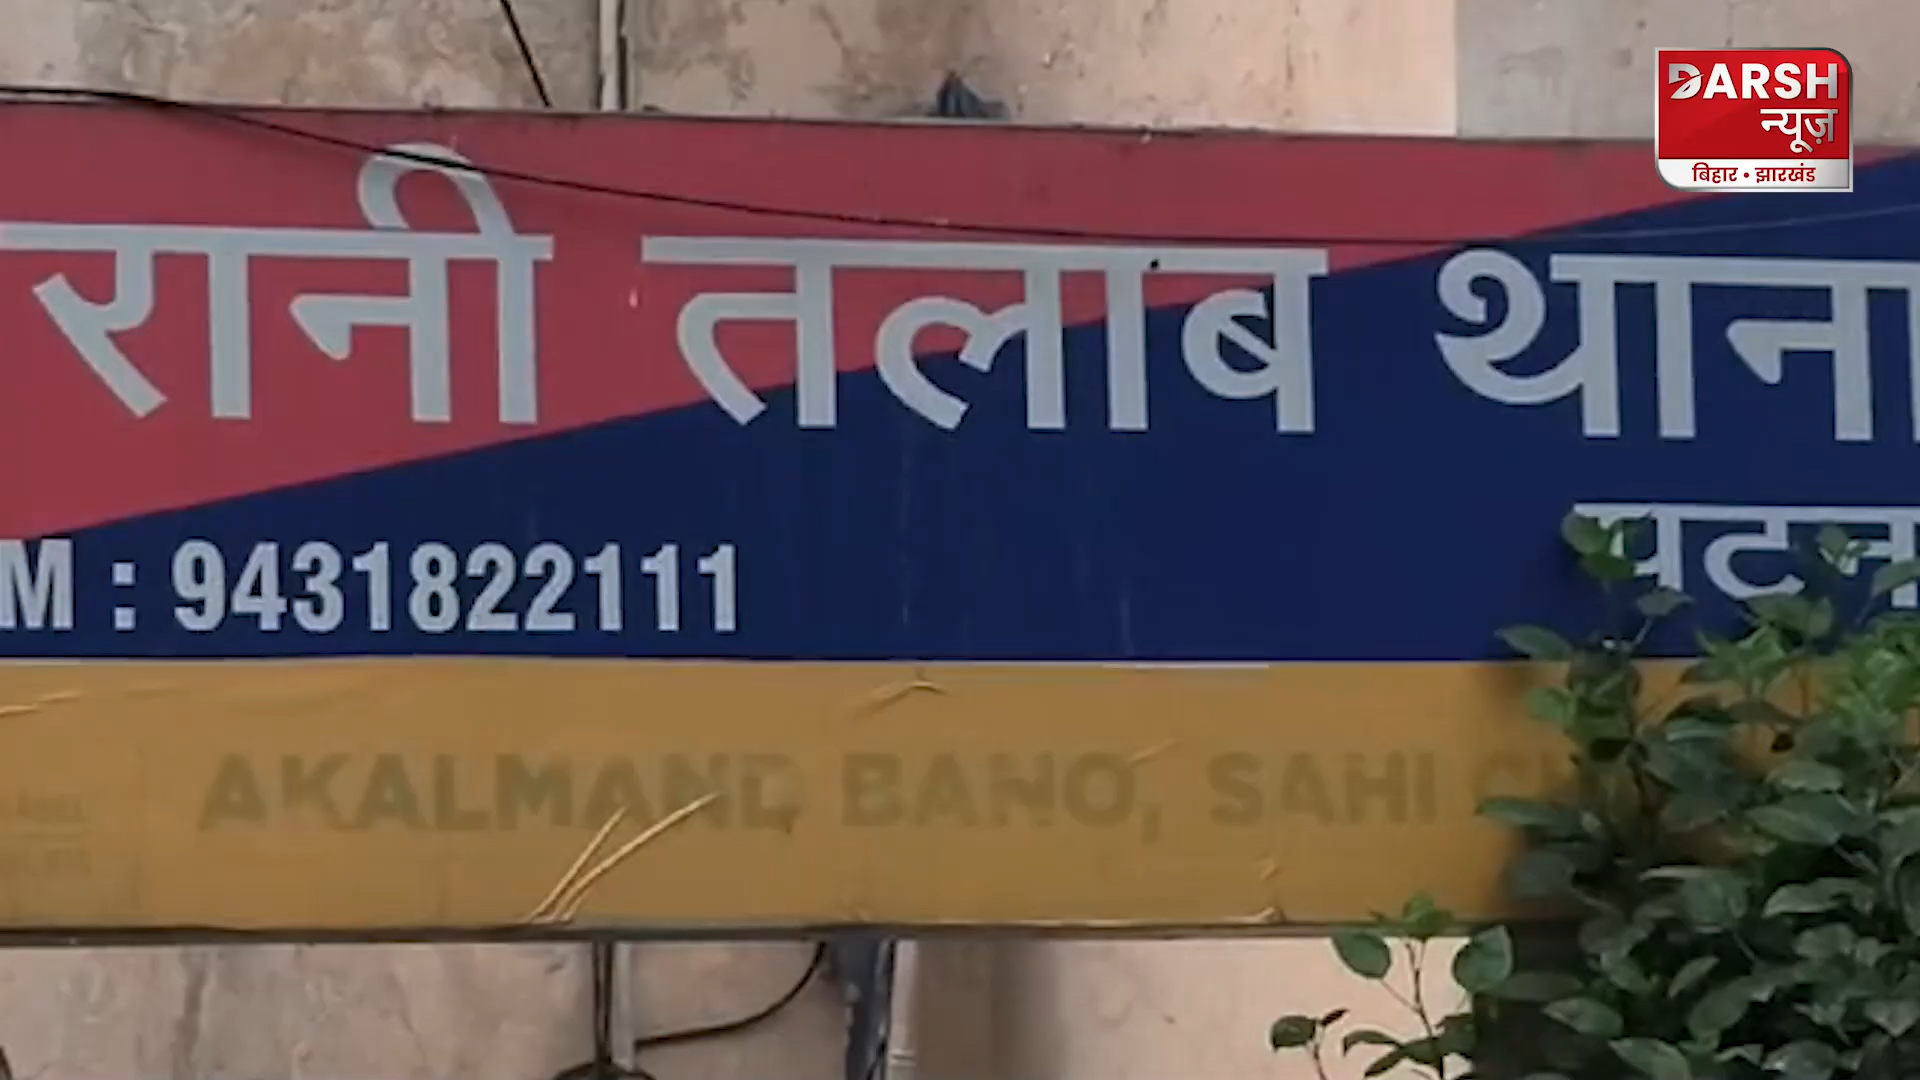 DARSH
न्यूज़
बिहार • झारखंड
रानी तलाब थाना
M : 9431822111
AKALMAND BANO, SAHI